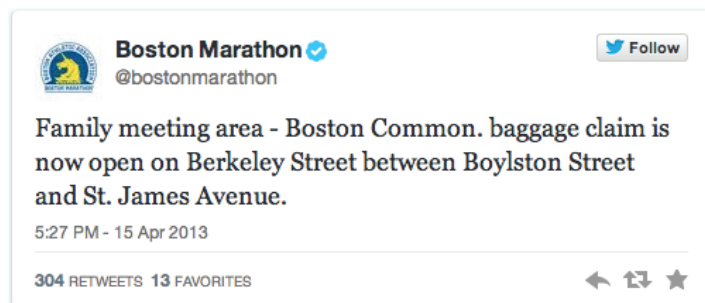 Boston Marathon
Follow
@bostonmarathon
Family meeting area - Boston Common. baggage claim is
now open on Berkeley Street between Boylston Street
and St. James Avenue.
5:27 PM - 15 Apr 2013
304 RETWEETS 13 FAVORITES